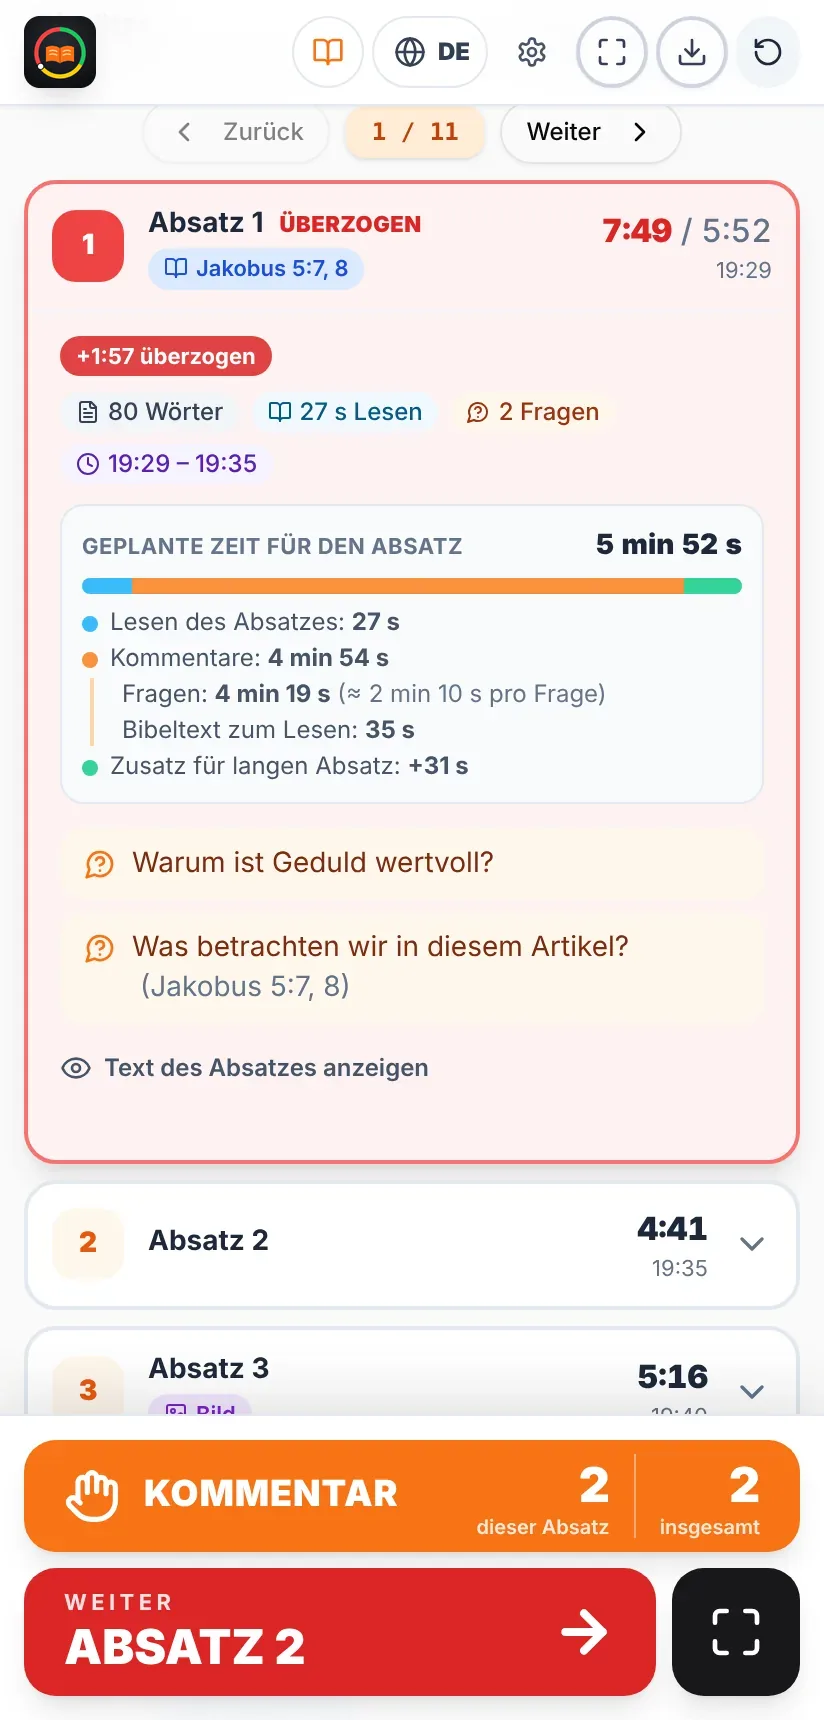 DE
Zurück
1 / 11
Weiter
1
Absatz 1 ÜBERZOGEN
7:49 / 5:52
Jakobus 5:7, 8
19:29
+1:57 überzogen
80 Wörter
27 s Lesen
2 Fragen
19:29 – 19:35
GEPLANTE ZEIT FÜR DEN ABSATZ
5 min 52 s
Lesen des Absatzes: 27 s
Kommentare: 4 min 54 s
Fragen: 4 min 19 s (≈ 2 min 10 s pro Frage)
Bibeltext zum Lesen: 35 s
Zusatz für langen Absatz: +31 s
Warum ist Geduld wertvoll?
Was betrachten wir in diesem Artikel?
(Jakobus 5:7, 8)
Text des Absatzes anzeigen
2
Absatz 2
4:41
19:35
3
Absatz 3
5:16
Bild
19:40
KOMMENTAR
2
dieser Absatz
2
insgesamt
WEITER
ABSATZ 2